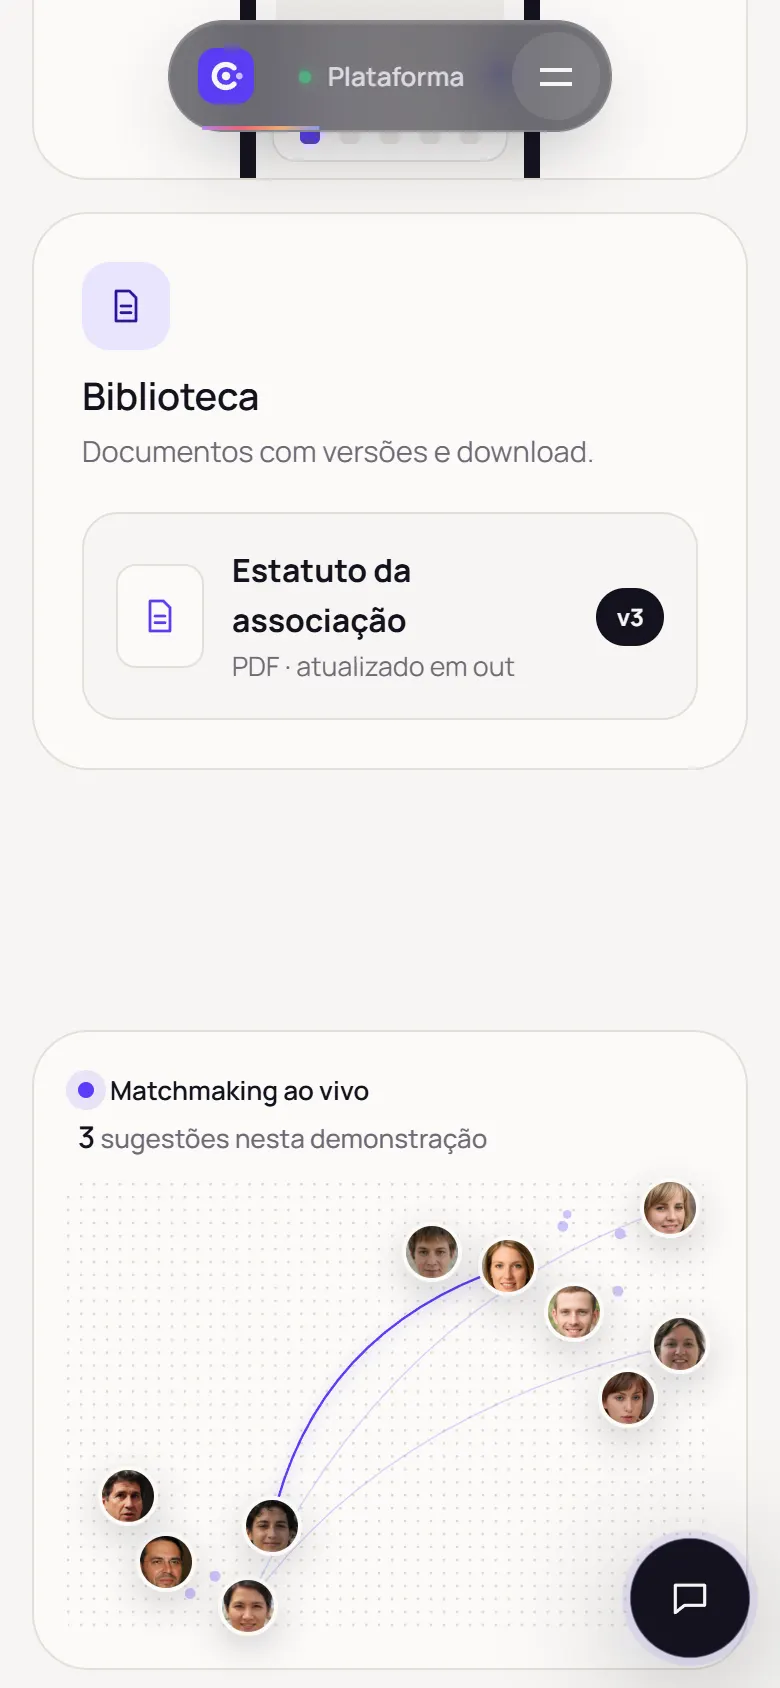 Plataforma
Biblioteca
Documentos com versões e download.
Estatuto da
associação
PDF · atualizado em out
v3
Matchmaking ao vivo
3 sugestões nesta demonstração